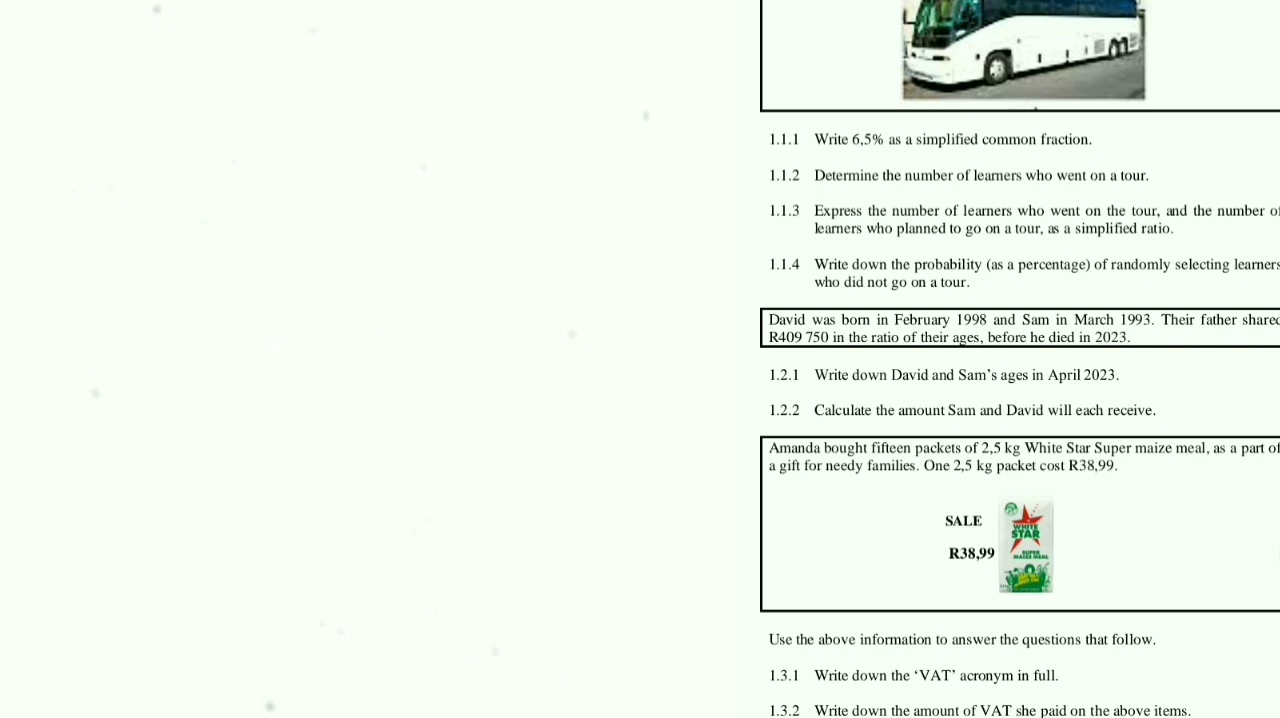 1.1.1 Write 6,5% as a simplified common fraction.
1.1.2 Determine the number of learners who went on a tour.
1.1.3 Express the number of learners who went on the tour, and the number of
learners who planned to go on a tour, as a simplified ratio.
1.1.4 Write down the probability (as a percentage) of randomly selecting learners
who did not go on a tour.
David was born in February 1998 and Sam in March 1993. Their father shared
R409 750 in the ratio of their ages, before he died in 2023.
1.2.1 Write down David and Sam's ages in April 2023.
1.2.2 Calculate the amount Sam and David will each receive.
Amanda bought fifteen packets of 2,5 kg White Star Super maize meal, as a part of
a gift for needy families. One 2,5 kg packet cost R38,99.
SALE
R38,99
WHITE
STAR
SUPER
MAIZE MEAL
Use the above information to answer the questions that follow.
1.3.1 Write down the ‘VAT’ acronym in full.
1.3.2 Write down the amount of VAT she paid on the above items.